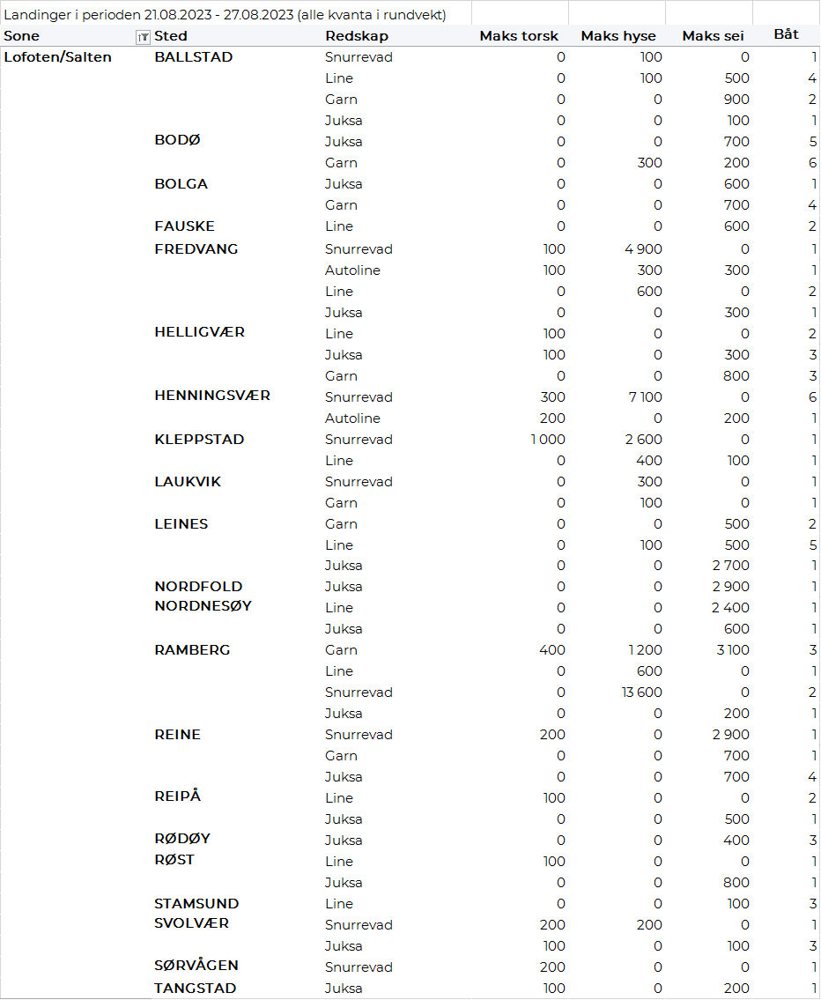 Landinger i perioden 21.08.2023 - 27.08.2023 (alle kvanta i rundvekt)
Sone Sted Redskap Maks torsk Maks hyse Maks sei Båt
Lofoten/Salten BALLSTAD Snurrevad 0 100 0 1
Line 0 100 500 4
Garn 0 0 900 2
Juksa 0 0 100 1
BODØ Juksa 0 0 700 5
Garn 0 300 200 6
BOLGA Juksa 0 0 600 1
Garn 0 0 700 4
FAUSKE Line 0 0 600 2
FREDVANG Snurrevad 100 4 900 0 1
Autoline 100 300 300 1
Line 0 600 0 2
Juksa 0 0 300 1
HELLIGVÆR Line 100 0 0 2
Juksa 100 0 300 3
Garn 0 0 800 3
HENNINGSVÆR Snurrevad 300 7 100 0 6
Autoline 200 0 200 1
KLEPPSTAD Snurrevad 1 000 2 600 0 1
Line 0 400 100 1
LAUKVIK Snurrevad 0 300 0 1
Garn 0 100 0 1
LEINES Garn 0 0 500 2
Line 0 100 500 5
Juksa 0 0 2 700 1
NORDFOLD Juksa 0 0 2 900 1
NORDNESØY Line 0 0 2 400 1
Juksa 0 0 600 1
RAMBERG Garn 400 1 200 3 100 3
Line 0 600 0 1
Snurrevad 0 13 600 0 2
Juksa 0 0 200 1
REINE Snurrevad 200 0 2 900 1
Garn 0 0 700 1
Juksa 0 0 700 4
REIPÅ Line 100 0 0 2
Juksa 0 0 500 1
RØDØY Juksa 0 0 400 3
RØST Line 100 0 0 1
Juksa 0 0 800 1
STAMSUND Line 0 0 100 3
SVOLVÆR Snurrevad 200 200 0 1
Juksa 100 0 100 3
SØRVÅGEN Snurrevad 200 0 0 1
TANGSTAD Juksa 100 0 200 1